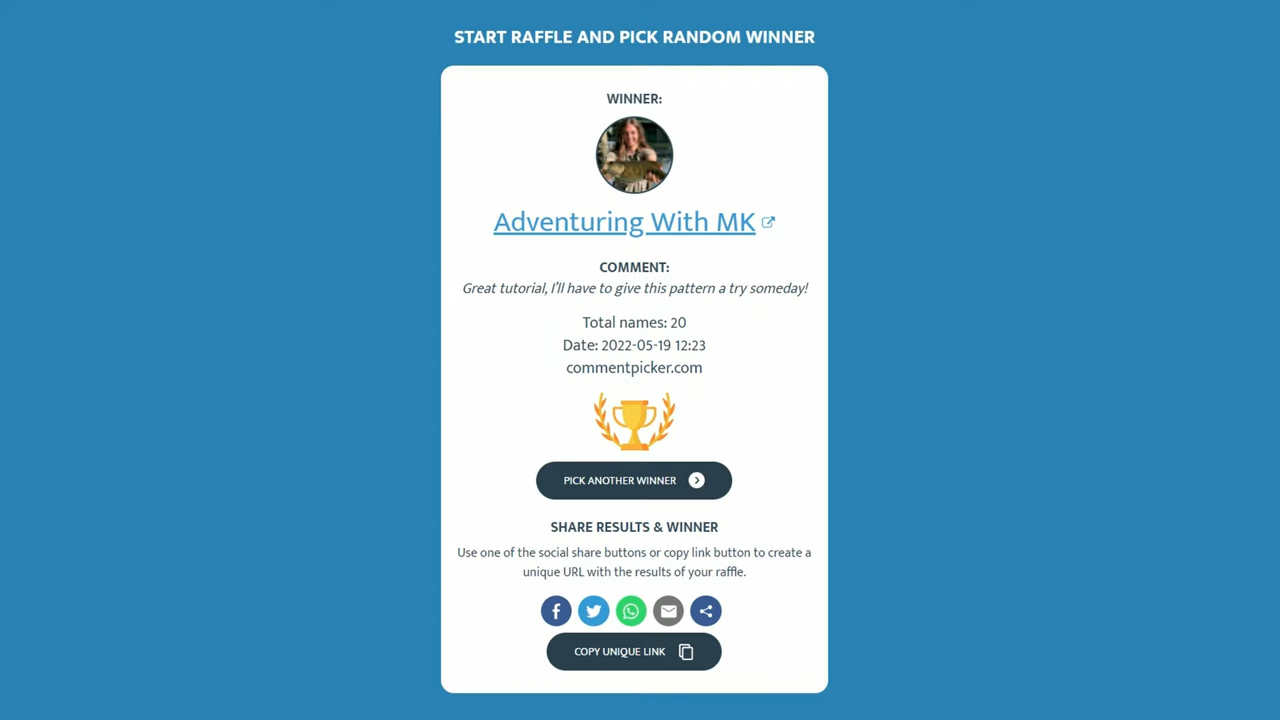 START RAFFLE AND PICK RANDOM WINNER
WINNER:
Adventuring With MK
COMMENT:
Great tutorial, I'll have to give this pattern a try someday!
Total names: 20
Date: 2022-05-19 12:23
commentpicker.com
PICK ANOTHER WINNER
SHARE RESULTS & WINNER
Use one of the social share buttons or copy link button to create a
unique URL with the results of your raffle.
COPY UNIQUE LINK